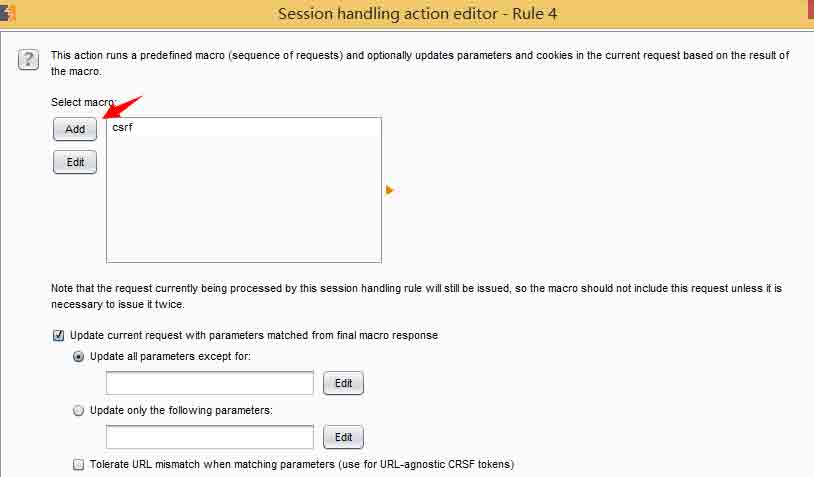 Session handling action editor - Rule 4
?
This action runs a predefined macro (sequence of requests) and optionally updates parameters and cookies in the current request based on the result of
the macro.
Select macro:
Add
csrf
Edit
Note that the request currently being processed by this session handling rule will still be issued, so the macro should not include this request unless it is
necessary to issue it twice.
Update current request with parameters matched from final macro response
Update all parameters except for:
Edit
Update only the following parameters:
Edit
Tolerate URL mismatch when matching parameters (use for URL-agnostic CRSF tokens)